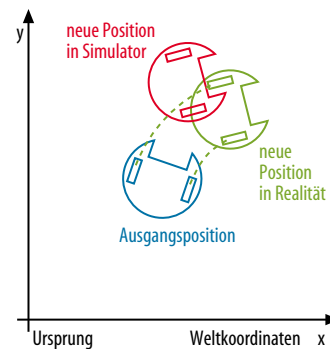 y
neue Position
in Simulator
neue
Position
in Realität
Ausgangsposition
Ursprung
Weltkoordinaten x